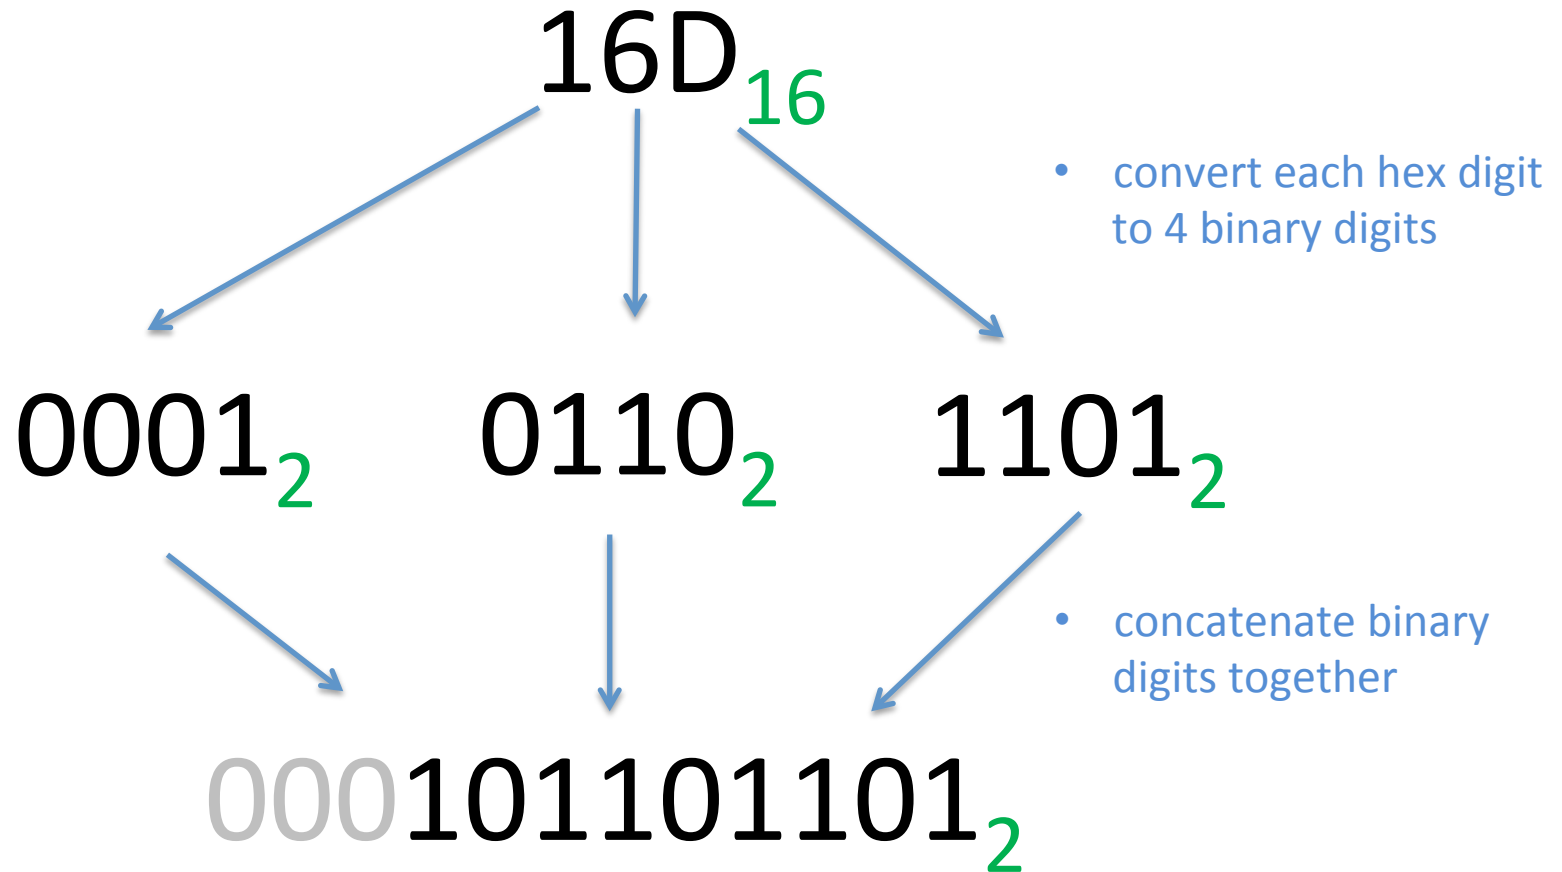 16D16
• convert each hex digit
to 4 binary digits
00012 01102 11012
• concatenate binary
digits together
0001011011012